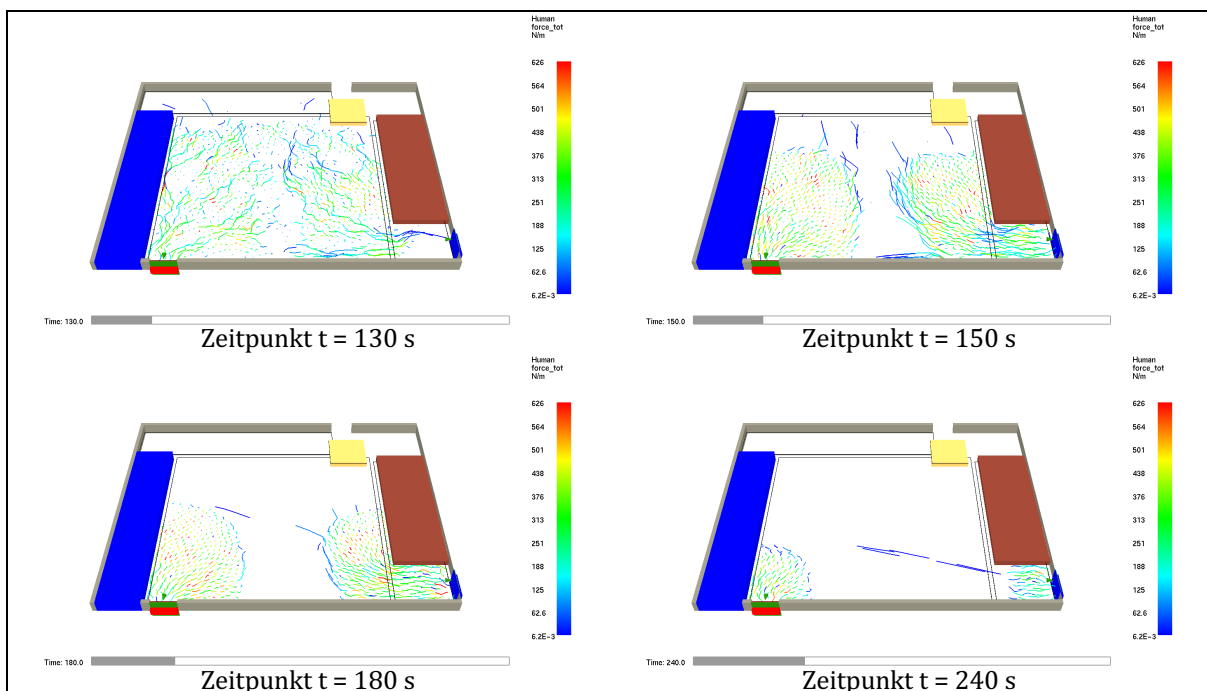 Human
force_tot
N/m
626
564
501
438
376
313
251
188
125
62.6
6.2E-3
Time: 130.0
Zeitpunkt t = 130 s
Human
force_tot
N/m
626
564
501
438
376
313
251
188
125
62.6
6.2E-3
Time: 150.0
Zeitpunkt t = 150 s
Human
force_tot
N/m
626
564
501
438
376
313
251
188
125
62.6
6.2E-3
Time: 180.0
Zeitpunkt t = 180 s
Human
force_tot
N/m
626
564
501
438
376
313
251
188
125
62.6
6.2E-3
Time: 240.0
Zeitpunkt t = 240 s